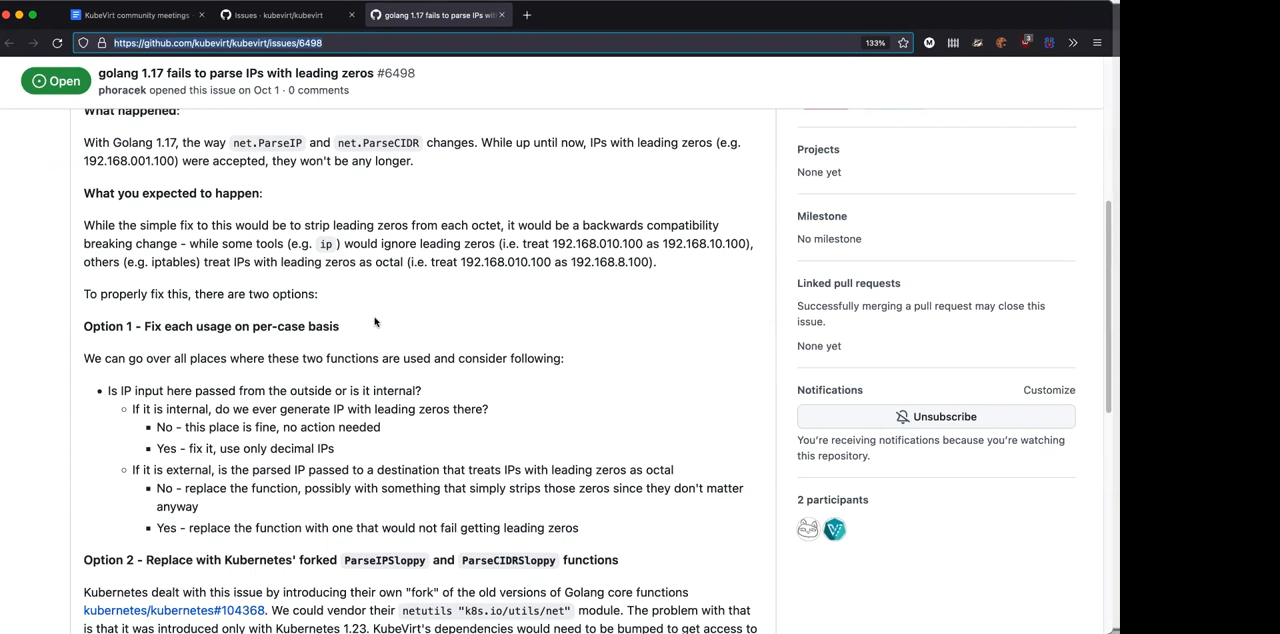 KubeVirt community meetings
Issues · kubevirt/kubevirt
golang 1.17 fails to parse IPs wit
https://github.com/kubevirt/kubevirt/issues/6498
133%
3
Open
golang 1.17 fails to parse IPs with leading zeros #6498
phoracek opened this issue on Oct 1 · 0 comments
What happened:
With Golang 1.17, the way net.ParseIP and net.ParseCIDR changes. While up until now, IPs with leading zeros (e.g.
192.168.001.100) were accepted, they won't be any longer.
What you expected to happen:
While the simple fix to this would be to strip leading zeros from each octet, it would be a backwards compatibility
breaking change - while some tools (e.g. ip ) would ignore leading zeros (i.e. treat 192.168.010.100 as 192.168.10.100),
others (e.g. iptables) treat IPs with leading zeros as octal (i.e. treat 192.168.010.100 as 192.168.8.100).
To properly fix this, there are two options:
Option 1 - Fix each usage on per-case basis
We can go over all places where these two functions are used and consider following:
• Is IP input here passed from the outside or is it internal?
○ If it is internal, do we ever generate IP with leading zeros there?
▪ No - this place is fine, no action needed
▪ Yes - fix it, use only decimal IPs
○ If it is external, is the parsed IP passed to a destination that treats IPs with leading zeros as octal
▪ No - replace the function, possibly with something that simply strips those zeros since they don't matter
anyway
▪ Yes - replace the function with one that would not fail getting leading zeros
Option 2 - Replace with Kubernetes' forked ParseIPSloppy and ParseCIDRSloppy functions
Kubernetes dealt with this issue by introducing their own "fork" of the old versions of Golang core functions
kubernetes/kubernetes#104368. We could vendor their netutils "k8s.io/utils/net" module. The problem with that
is that it was introduced only with Kubernetes 1.23. KubeVirt's dependencies would need to be bumped to get access to
Projects
None yet
Milestone
No milestone
Linked pull requests
Successfully merging a pull request may close this
issue.
None yet
Notifications
Customize
Unsubscribe
You're receiving notifications because you're watching
this repository.
2 participants